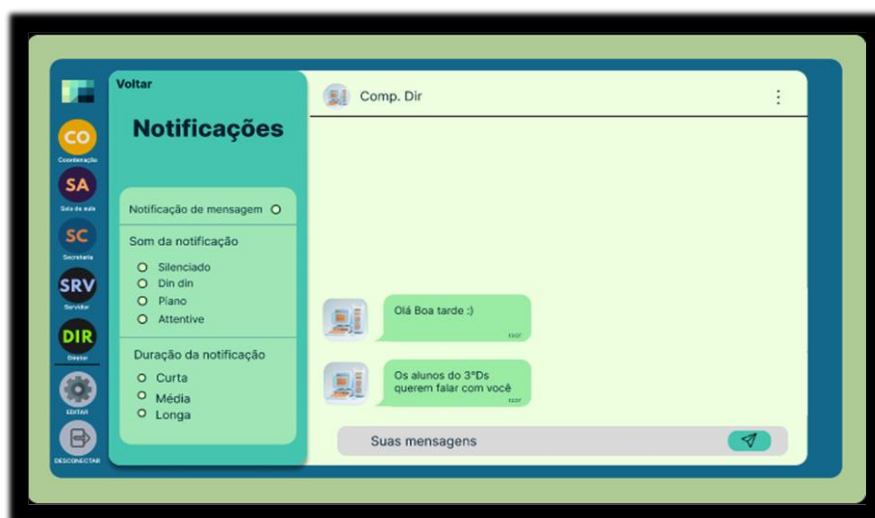 Voltar
Notificações
Comp. Dir
CO
Coordenação
SA
Sala de aula
SC
Secretaria
SRV
Servidor
DIR
Diretor
EDITAR
DESCONECTAR
Notificação de mensagem
Som da notificação
Silenciado
Din din
Piano
Attentive
Duração da notificação
Curta
Média
Longa
Olá Boa tarde :)
Os alunos do 3°Ds
querem falar com você
Suas mensagens